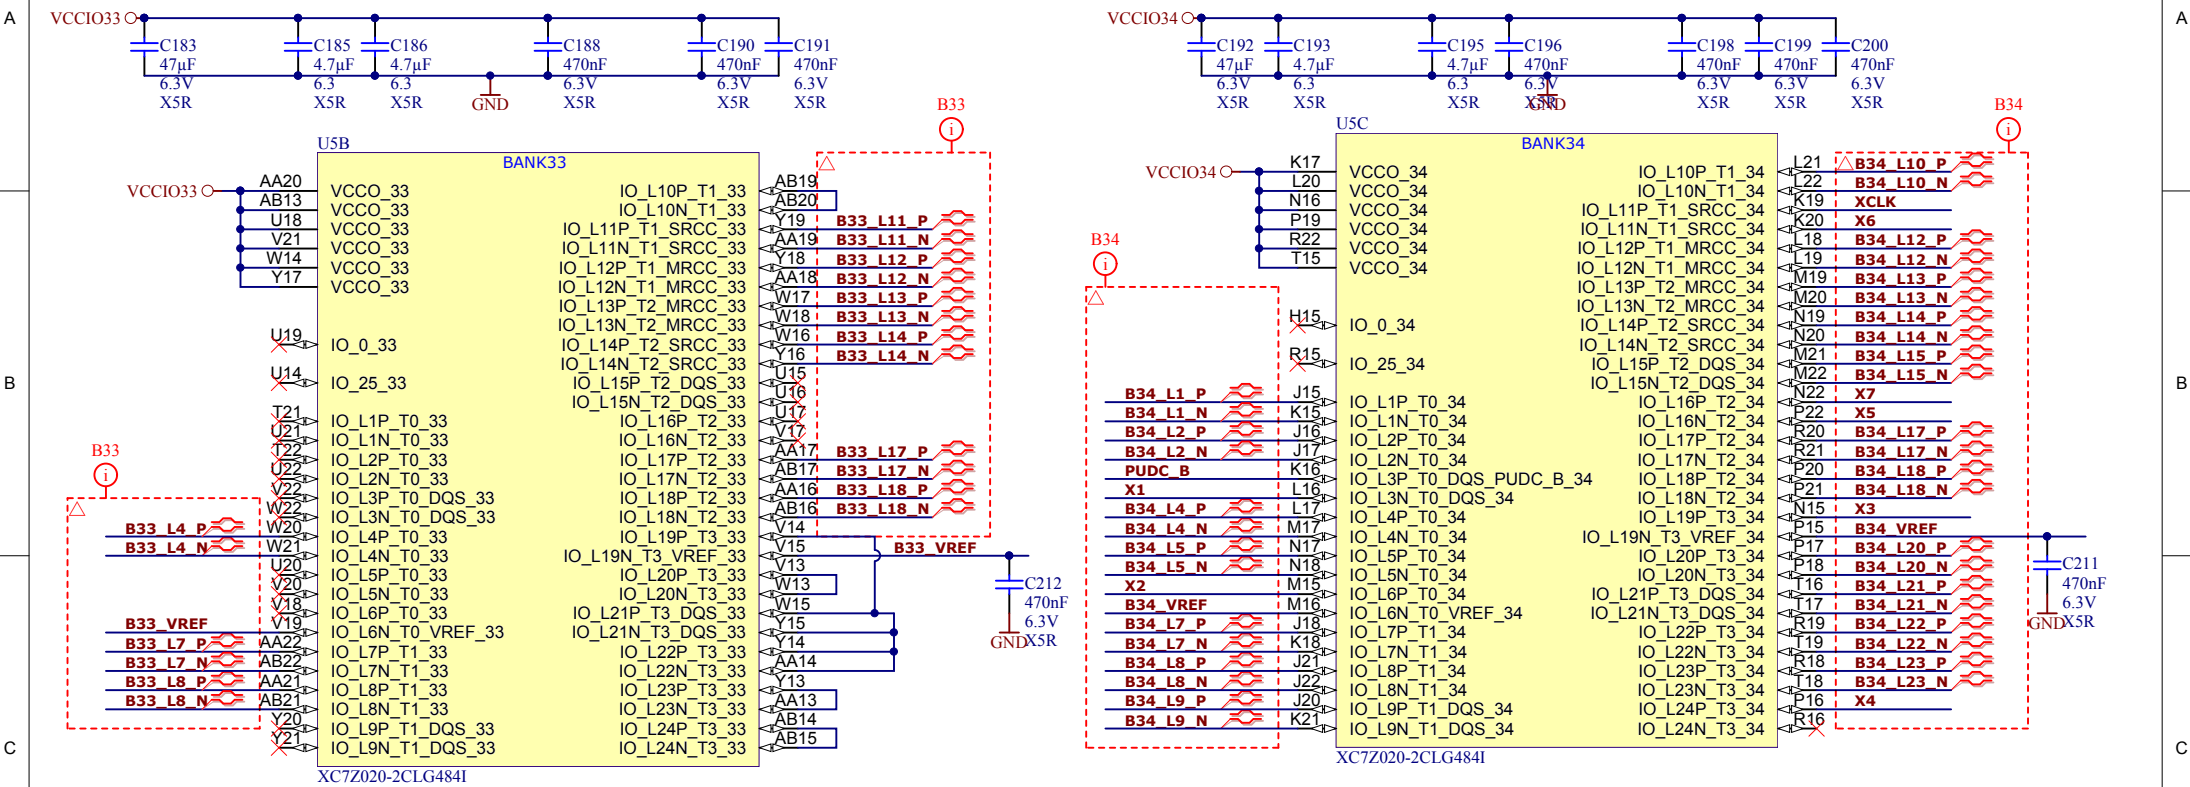 A
VCCIO33
C183
47µF
6.3V
X5R
C185
4.7µF
6.3
X5R
C186
4.7µF
6.3
X5R
GND
C188
470nF
6.3V
X5R
C190
470nF
6.3V
X5R
C191
470nF
6.3V
X5R
VCCIO34
C192
47µF
6.3V
X5R
C193
4.7µF
6.3
X5R
C195
4.7µF
6.3
X5R
C196
470nF
6.3V
X5R
GND
C198
470nF
6.3V
X5R
C199
470nF
6.3V
X5R
C200
470nF
6.3V
X5R
A
B33
i
U5B
BANK33
VCCIO33
AA20 VCCO_33
AB13 VCCO_33
U18 VCCO_33
V21 VCCO_33
W14 VCCO_33
Y17 VCCO_33
U19 IO_0_33
U14 IO_25_33
T21 IO_L1P_T0_33
U21 IO_L1N_T0_33
T22 IO_L2P_T0_33
U22 IO_L2N_T0_33
V22 IO_L3P_T0_DQS_33
W22 IO_L3N_T0_DQS_33
B33
i
B33_L4_P W20 IO_L4P_T0_33
B33_L4_N W21 IO_L4N_T0_33
U20 IO_L5P_T0_33
V20 IO_L5N_T0_33
V18 IO_L6P_T0_33
B33_VREF V19 IO_L6N_T0_VREF_33
B33_L7_P AA22 IO_L7P_T1_33
B33_L7_N AB22 IO_L7N_T1_33
B33_L8_P AA21 IO_L8P_T1_33
B33_L8_N AB21 IO_L8N_T1_33
Y20 IO_L9P_T1_DQS_33
Y21 IO_L9N_T1_DQS_33
IO_L10P_T1_33 AB19
IO_L10N_T1_33 AB20
IO_L11P_T1_SRCC_33 Y19 B33_L11_P
IO_L11N_T1_SRCC_33 AA19 B33_L11_N
IO_L12P_T1_MRCC_33 Y18 B33_L12_P
IO_L12N_T1_MRCC_33 AA18 B33_L12_N
IO_L13P_T2_MRCC_33 W17 B33_L13_P
IO_L13N_T2_MRCC_33 W18 B33_L13_N
IO_L14P_T2_SRCC_33 W16 B33_L14_P
IO_L14N_T2_SRCC_33 Y16 B33_L14_N
IO_L15P_T2_DQS_33 U15
IO_L15N_T2_DQS_33 U16
IO_L16P_T2_33 U17
IO_L16N_T2_33 V17
IO_L17P_T2_33 AA17 B33_L17_P
IO_L17N_T2_33 AB17 B33_L17_N
IO_L18P_T2_33 AA16 B33_L18_P
IO_L18N_T2_33 AB16 B33_L18_N
IO_L19P_T3_33 V14
IO_L19N_T3_VREF_33 V15 B33_VREF
IO_L20P_T3_33 V13
IO_L20N_T3_33 W13
IO_L21P_T3_DQS_33 W15
IO_L21N_T3_DQS_33 Y15
IO_L22P_T3_33 Y14
IO_L22N_T3_33 AA14
IO_L23P_T3_33 Y13
IO_L23N_T3_33 AA13
IO_L24P_T3_33 AB14
IO_L24N_T3_33 AB15
C212
470nF
6.3V
X5R
GND
XC7Z020-2CLG484I
B34
i
U5C
BANK34
VCCIO34
K17 VCCO_34
L20 VCCO_34
N16 VCCO_34
P19 VCCO_34
R22 VCCO_34
T15 VCCO_34
B34
i
H15 IO_0_34
R15 IO_25_34
B34_L1_P J15 IO_L1P_T0_34
B34_L1_N K15 IO_L1N_T0_34
B34_L2_P J16 IO_L2P_T0_34
B34_L2_N J17 IO_L2N_T0_34
PUDC_B K16 IO_L3P_T0_DQS_PUDC_B_34
X1 L16 IO_L3N_T0_DQS_34
B34_L4_P L17 IO_L4P_T0_34
B34_L4_N M17 IO_L4N_T0_34
B34_L5_P N17 IO_L5P_T0_34
B34_L5_N N18 IO_L5N_T0_34
X2 M15 IO_L6P_T0_34
B34_VREF M16 IO_L6N_T0_VREF_34
B34_L7_P J18 IO_L7P_T1_34
B34_L7_N K18 IO_L7N_T1_34
B34_L8_P J21 IO_L8P_T1_34
B34_L8_N J22 IO_L8N_T1_34
B34_L9_P J20 IO_L9P_T1_DQS_34
B34_L9_N K21 IO_L9N_T1_DQS_34
IO_L10P_T1_34 L21 B34_L10_P
IO_L10N_T1_34 L22 B34_L10_N
IO_L11P_T1_SRCC_34 K19 XCLK
IO_L11N_T1_SRCC_34 K20 X6
IO_L12P_T1_MRCC_34 L18 B34_L12_P
IO_L12N_T1_MRCC_34 L19 B34_L12_N
IO_L13P_T2_MRCC_34 M19 B34_L13_P
IO_L13N_T2_MRCC_34 M20 B34_L13_N
IO_L14P_T2_SRCC_34 N19 B34_L14_P
IO_L14N_T2_SRCC_34 N20 B34_L14_N
IO_L15P_T2_DQS_34 M21 B34_L15_P
IO_L15N_T2_DQS_34 M22 B34_L15_N
IO_L16P_T2_34 N22 X7
IO_L16N_T2_34 P22 X5
IO_L17P_T2_34 R20 B34_L17_P
IO_L17N_T2_34 R21 B34_L17_N
IO_L18P_T2_34 P20 B34_L18_P
IO_L18N_T2_34 P21 B34_L18_N
IO_L19P_T3_34 N15 X3
IO_L19N_T3_VREF_34 P15 B34_VREF
IO_L20P_T3_34 P17 B34_L20_P
IO_L20N_T3_34 P18 B34_L20_N
IO_L21P_T3_DQS_34 T16 B34_L21_P
IO_L21N_T3_DQS_34 T17 B34_L21_N
IO_L22P_T3_34 R19 B34_L22_P
IO_L22N_T3_34 T19 B34_L22_N
IO_L23P_T3_34 R18 B34_L23_P
IO_L23N_T3_34 T18 B34_L23_N
IO_L24P_T3_34 P16 X4
IO_L24N_T3_34 R16
C211
470nF
6.3V
X5R
GND
XC7Z020-2CLG484I
B
B
C
C